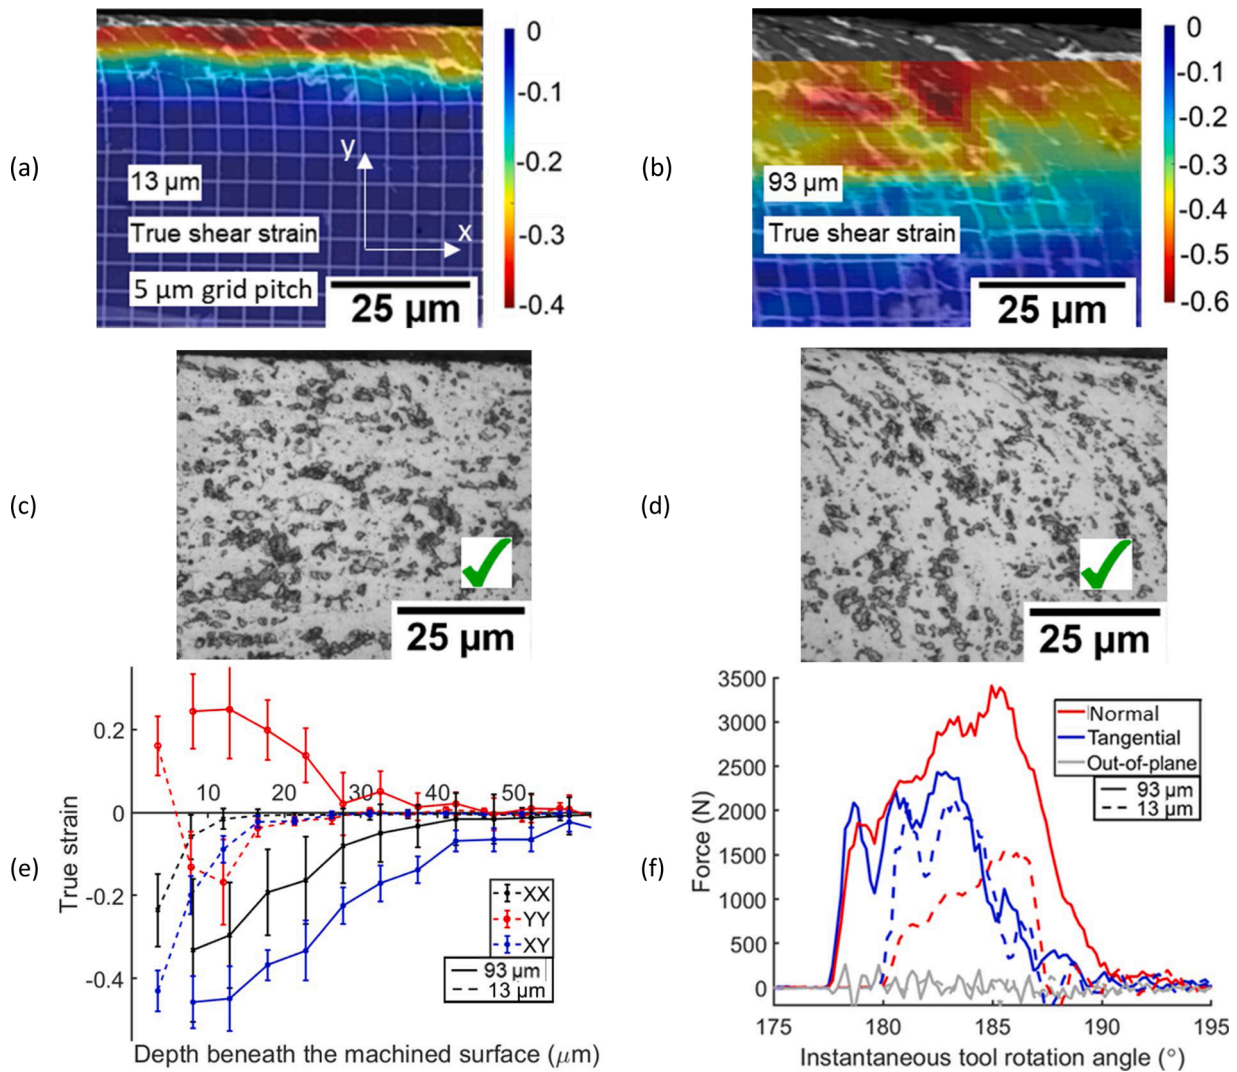 (a)
13 µm
True shear strain
5 µm grid pitch
y
x
25 µm
0
-0.1
-0.2
-0.3
-0.4
(b)
93 µm
True shear strain
25 µm
0
-0.1
-0.2
-0.3
-0.4
-0.5
-0.6
(c)
25 µm
(d)
25 µm
(e)
True strain
0.2
0
-0.2
-0.4
10 20 30 40 50
XX
YY
XY
93 µm
13 µm
Depth beneath the machined surface (µm)
(f)
Force (N)
3500
3000
2500
2000
1500
1000
500
0
Normal
Tangential
Out-of-plane
93 µm
13 µm
175 180 185 190 195
Instantaneous tool rotation angle (°)